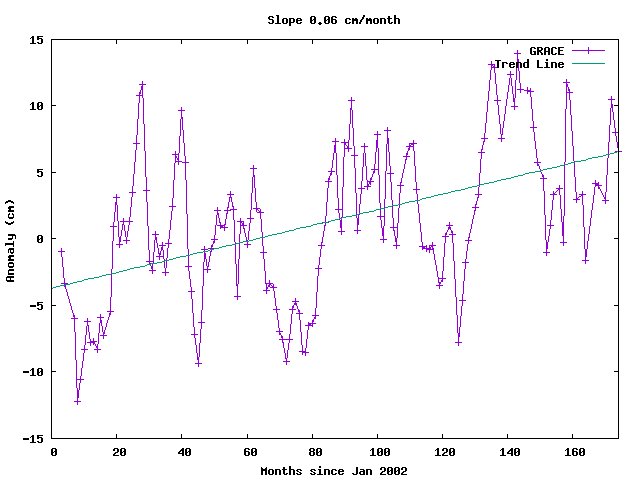 Slope 0.06 cm/month
15
GRACE
Trend Line
10
5
0
-5
-10
-15
Anomaly (cm)
0 20 40 60 80 100 120 140 160
Months since Jan 2002